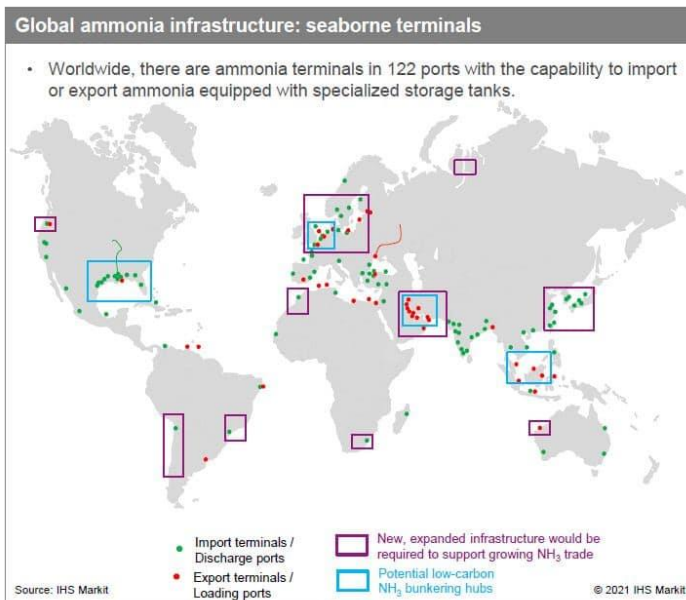 Global ammonia infrastructure: seaborne terminals
• Worldwide, there are ammonia terminals in 122 ports with the capability to import
or export ammonia equipped with specialized storage tanks.
Import terminals /
Discharge ports
Export terminals /
Loading ports
New, expanded infrastructure would be
required to support growing NH₃ trade
Potential low-carbon
NH₃ bunkering hubs
Source: IHS Markit
© 2021 IHS Markit